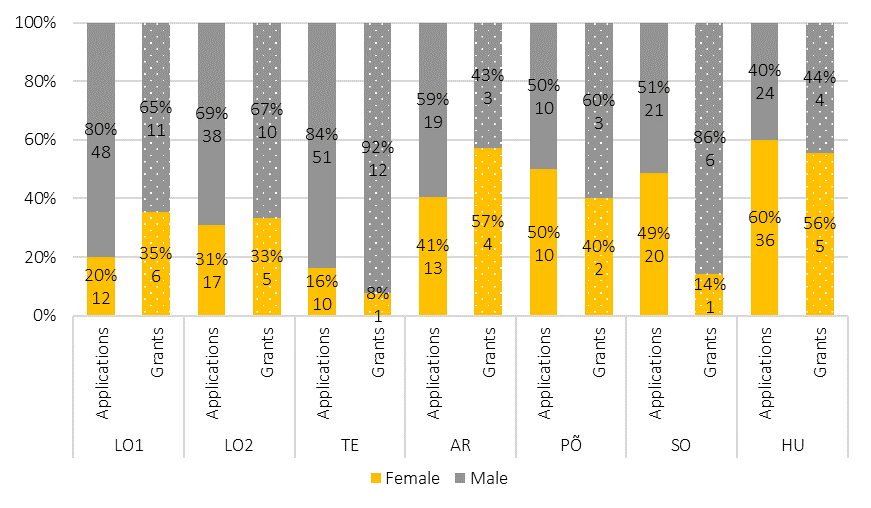 100%
80%
60%
40%
20%
0%
80%
48
20%
12
65%
11
35%
6
69%
38
31%
17
67%
10
33%
5
84%
51
16%
10
92%
12
8%
1
59%
19
41%
13
43%
3
57%
4
50%
10
50%
10
60%
3
40%
2
51%
21
49%
20
86%
6
14%
1
40%
24
60%
36
44%
4
56%
5
Applications
Grants
Applications
Grants
Applications
Grants
Applications
Grants
Applications
Grants
Applications
Grants
Applications
Grants
LO1
LO2
TE
AR
PÕ
SO
HU
Female
Male